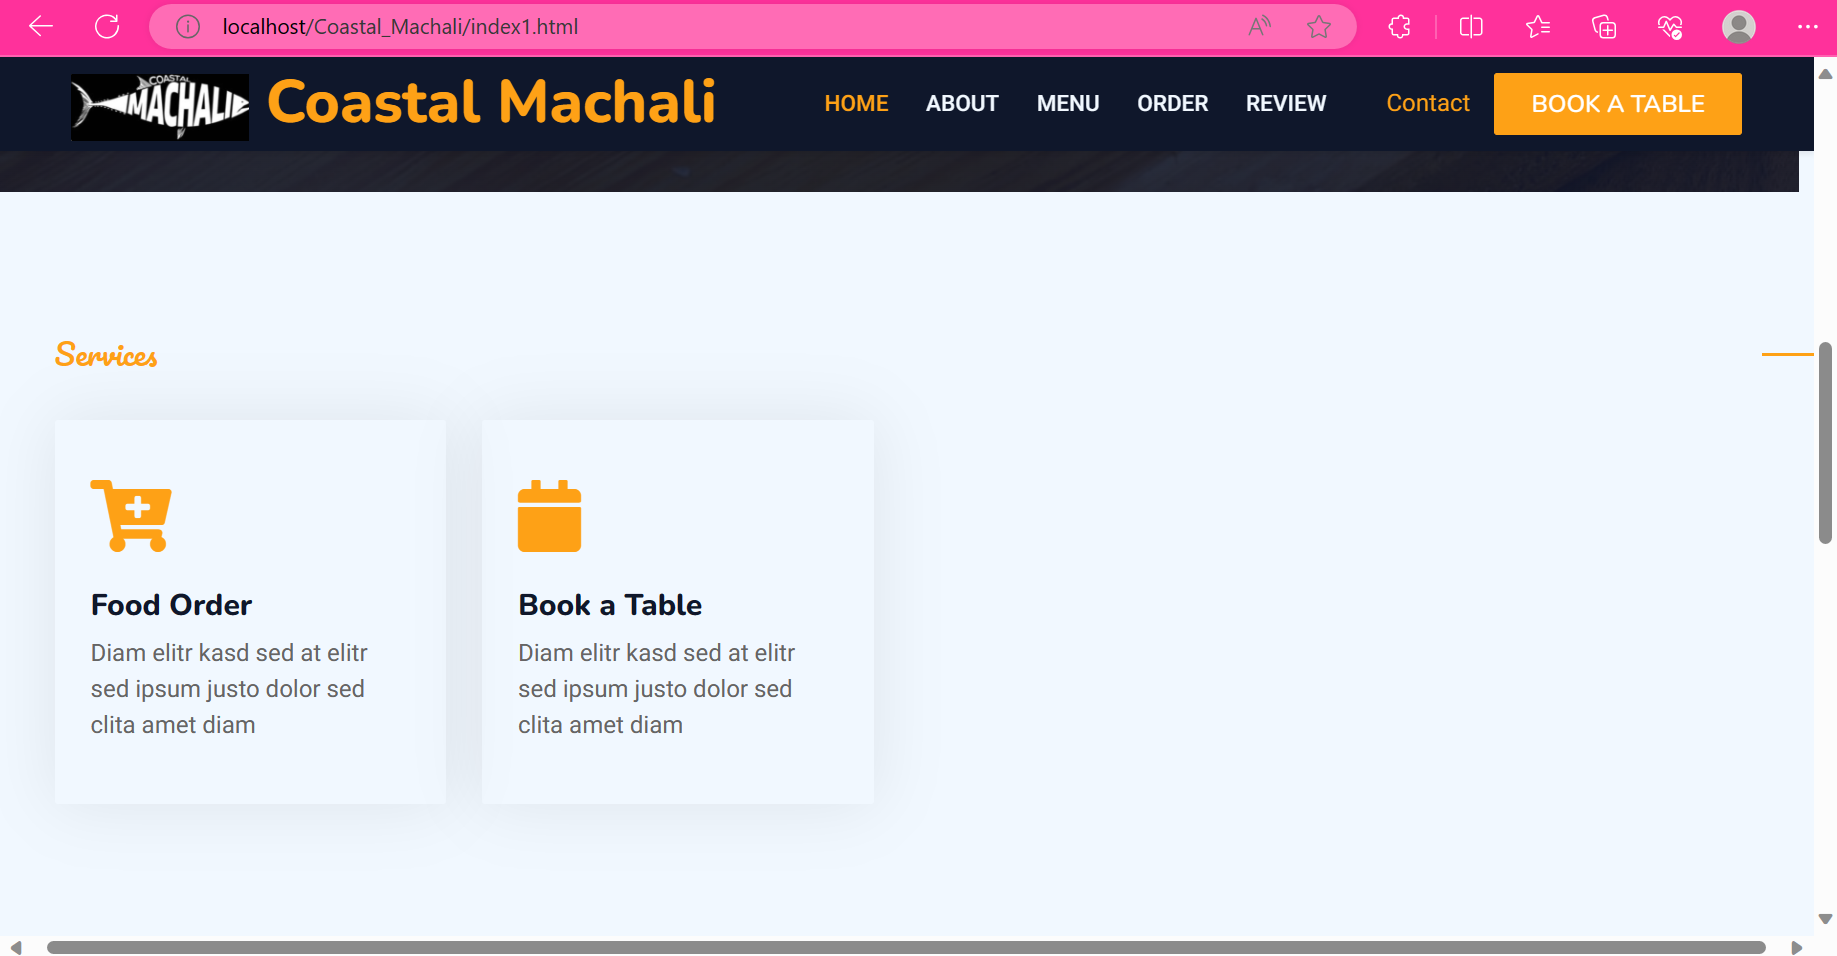 localhost/Coastal_Machali/index1.html
COASTAL
MACHALI
Coastal Machali
HOME ABOUT MENU ORDER REVIEW Contact BOOK A TABLE
Services
Food Order
Diam elitr kasd sed at elitr
sed ipsum justo dolor sed
clita amet diam
Book a Table
Diam elitr kasd sed at elitr
sed ipsum justo dolor sed
clita amet diam